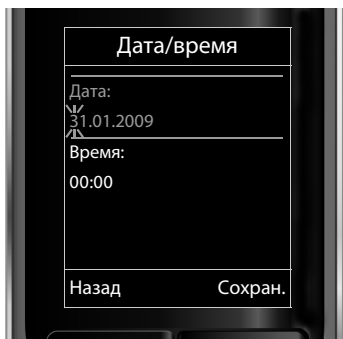 Дата/время
Дата:
31.01.2009
Время:
00:00
Назад Сохран.